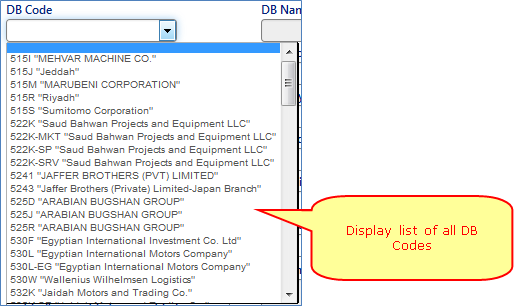 DB Code
DB Nan
515I "MEHVAR MACHINE CO."
515J "Jeddah"
515M "MARUBENI CORPORATION"
515R "Riyadh"
515S "Sumitomo Corporation"
522K "Saud Bahwan Projects and Equipment LLC"
522K-MKT "Saud Bahwan Projects and Equipment LLC"
522K-SP "Saud Bahwan Projects and Equipment LLC"
522K-SRV "Saud Bahwan Projects and Equipment LLC"
5241 "JAFFER BROTHERS (PVT) LIMITED"
5243 "Jaffer Brothers (Private) Limited-Japan Branch"
525D "ARABIAN BUGSHAN GROUP"
525J "ARABIAN BUGSHAN GROUP"
525R "ARABIAN BUGSHAN GROUP"
530F "Egyptian International Investment Co. Ltd"
530L "Egyptian International Motors Company"
530L-EG "Egyptian International Motors Company"
530W "Wallenius Wilhelmsen Logistics"
532K "Jaidah Motors and Trading Co."
Display list of all DB
Codes